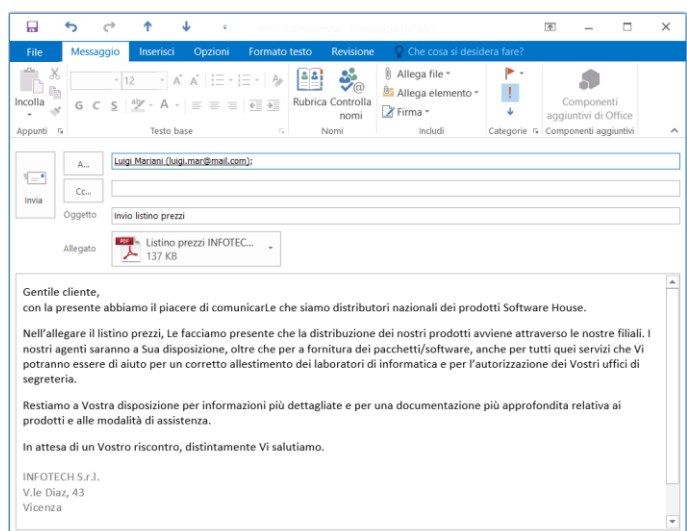 File Messaggio Inserisci Opzioni Formato testo Revisione Che cosa si desidera fare?
Incolla
12
G C S
Rubrica Controlla nomi
Allega file
Allega elemento
Firma
Componenti aggiuntivi di Office
Appunti Testo base Nomi Includi Categorie Componenti aggiuntivi
Invia
A... Luigi Mariani (luigi.mar@mail.com);
Cc...
Oggetto Invio listino prezzi
Allegato PDF Listino prezzi INFOTEC...
137 KB
Gentile cliente,
con la presente abbiamo il piacere di comunicarLe che siamo distributori nazionali dei prodotti Software House.
Nell’allegare il listino prezzi, Le facciamo presente che la distribuzione dei nostri prodotti avviene attraverso le nostre filiali. I
nostri agenti saranno a Sua disposizione, oltre che per a fornitura dei pacchetti/software, anche per tutti quei servizi che Vi
potranno essere di aiuto per un corretto allestimento dei laboratori di informatica e per l’autorizzazione dei Vostri uffici di
segreteria.
Restiamo a Vostra disposizione per informazioni più dettagliate e per una documentazione più approfondita relativa ai
prodotti e alle modalità di assistenza.
In attesa di un Vostro riscontro, distintamente Vi salutiamo.
INFOTECH S.r.l.
V.le Diaz, 43
Vicenza